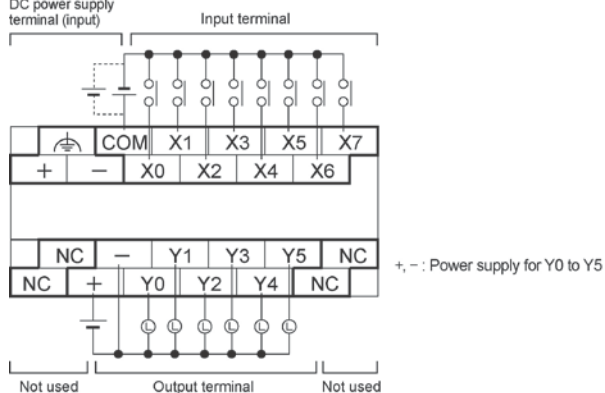 DC power supply
terminal (input)
Input terminal
COM X1 X3 X5 X7
+ − X0 X2 X4 X6
NC − Y1 Y3 Y5 NC
NC + Y0 Y2 Y4 NC
+, − : Power supply for Y0 to Y5
L L L L L L
Not used
Output terminal
Not used